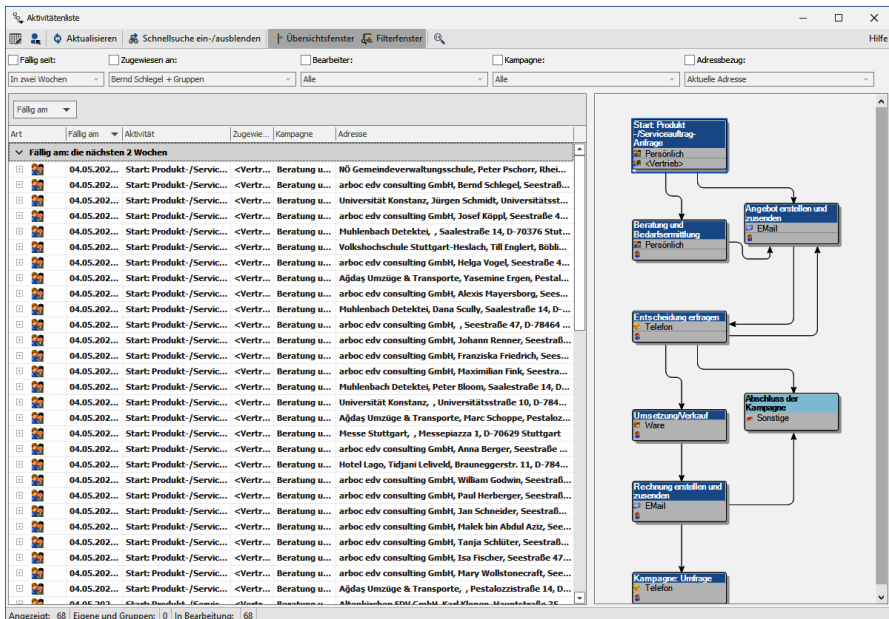 Aktivitätenliste
Aktualisieren Schnellsuche ein-/ausblenden Übersichtsfenster Filterfenster Hilfe
Fällig seit: Zugewiesen an: Bearbeiter: Kampagne: Adressbezug:
In zwei Wochen Bernd Schlegel + Gruppen Alle Alle Aktuelle Adresse
Fällig am
Art Fällig am Aktivität Zugewie... Kampagne Adresse
Fällig am: die nächsten 2 Wochen
04.05.202... Start: Produkt-/Servic... <Vertr... Beratung u... NÖ Gemeindeverwaltungsschule, Peter Pschorr, Rhei...
04.05.202... Start: Produkt-/Servic... <Vertr... Beratung u... arboc edv consulting GmbH, Bernd Schlegel, Seestraß...
04.05.202... Start: Produkt-/Servic... <Vertr... Beratung u... Universität Konstanz, Jürgen Schmidt, Universitätsst...
04.05.202... Start: Produkt-/Servic... <Vertr... Beratung u... arboc edv consulting GmbH, Josef Köppl, Seestraße 4...
04.05.202... Start: Produkt-/Servic... <Vertr... Beratung u... Muhlenbach Detektei, , Saalestraße 14, D-70376 Stut...
04.05.202... Start: Produkt-/Servic... <Vertr... Beratung u... Volkshochschule Stuttgart-Heslach, Till Englert, Böbli...
04.05.202... Start: Produkt-/Servic... <Vertr... Beratung u... arboc edv consulting GmbH, Helga Vogel, Seestraße 4...
04.05.202... Start: Produkt-/Servic... <Vertr... Beratung u... Ağdaş Umzüge & Transporte, Yasemine Ergen, Pestal...
04.05.202... Start: Produkt-/Servic... <Vertr... Beratung u... arboc edv consulting GmbH, Alexis Mayersborg, Sees...
04.05.202... Start: Produkt-/Servic... <Vertr... Beratung u... Muhlenbach Detektei, Dana Scully, Saalestraße 14, D-...
04.05.202... Start: Produkt-/Servic... <Vertr... Beratung u... arboc edv consulting GmbH, , Seestraße 47, D-78464 ...
04.05.202... Start: Produkt-/Servic... <Vertr... Beratung u... arboc edv consulting GmbH, Johann Renner, Seestraß...
04.05.202... Start: Produkt-/Servic... <Vertr... Beratung u... arboc edv consulting GmbH, Franziska Friedrich, Sees...
04.05.202... Start: Produkt-/Servic... <Vertr... Beratung u... arboc edv consulting GmbH, Maximilian Fink, Seestra...
04.05.202... Start: Produkt-/Servic... <Vertr... Beratung u... Muhlenbach Detektei, Peter Bloom, Saalestraße 14, D...
04.05.202... Start: Produkt-/Servic... <Vertr... Beratung u... Universität Konstanz, , Universitätsstraße 10, D-784...
04.05.202... Start: Produkt-/Servic... <Vertr... Beratung u... Ağdaş Umzüge & Transporte, Marc Schoppe, Pestaloz...
04.05.202... Start: Produkt-/Servic... <Vertr... Beratung u... Messe Stuttgart, , Messepiazza 1, D-70629 Stuttgart
04.05.202... Start: Produkt-/Servic... <Vertr... Beratung u... arboc edv consulting GmbH, Anna Berger, Seestraße ...
04.05.202... Start: Produkt-/Servic... <Vertr... Beratung u... Hotel Lago, Tidjani Leliveld, Brauneggerstr. 11, D-784...
04.05.202... Start: Produkt-/Servic... <Vertr... Beratung u... arboc edv consulting GmbH, William Godwin, Seestraß...
04.05.202... Start: Produkt-/Servic... <Vertr... Beratung u... arboc edv consulting GmbH, Paul Herberger, Seestraß...
04.05.202... Start: Produkt-/Servic... <Vertr... Beratung u... arboc edv consulting GmbH, Jan Schneider, Seestraß...
04.05.202... Start: Produkt-/Servic... <Vertr... Beratung u... arboc edv consulting GmbH, Malek bin Abdul Aziz, See...
04.05.202... Start: Produkt-/Servic... <Vertr... Beratung u... arboc edv consulting GmbH, Tanja Schlüter, Seestraß...
04.05.202... Start: Produkt-/Servic... <Vertr... Beratung u... arboc edv consulting GmbH, Isa Fischer, Seestraße 47...
04.05.202... Start: Produkt-/Servic... <Vertr... Beratung u... arboc edv consulting GmbH, Mary Wollstonecraft, See...
04.05.202... Start: Produkt-/Servic... <Vertr... Beratung u... Ağdaş Umzüge & Transporte, , Pestalozzistraße 14, D...
Start: Produkt
-/Serviceauftrag-
Anfrage
Persönlich
<Vertrieb>
Angebot erstellen und
zusenden
EMail
Beratung und
Bedarfsermittlung
Persönlich
Entscheidung erfragen
Telefon
Abschluss der
Kampagne
Sonstige
Umsetzung/Verkauf
Ware
Rechnung erstellen und
zusenden
EMail
Kampagne: Umfrage
Telefon
Angezeigt: 68 Eigene und Gruppen: 0 In Bearbeitung: 68